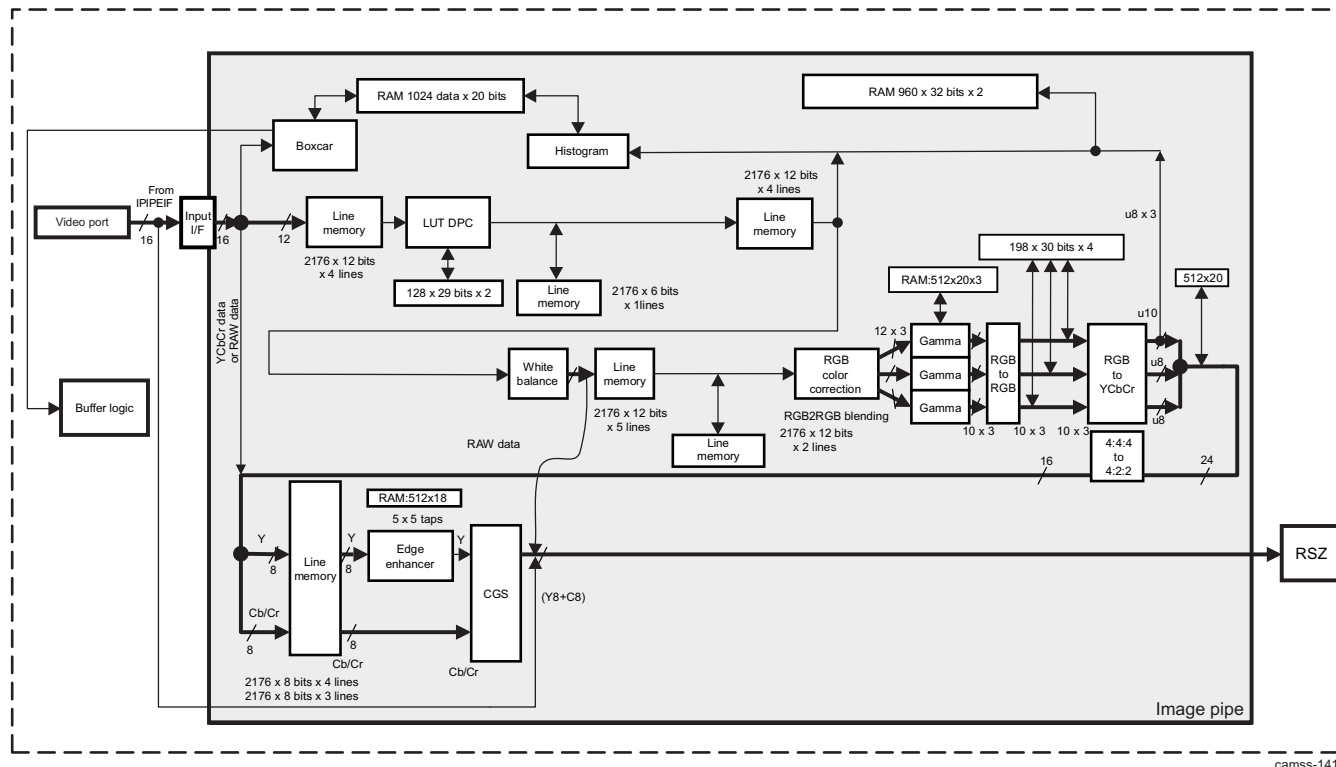 RAM 1024 data x 20 bits
RAM 960 x 32 bits x 2
Boxcar
Histogram
2176 x 12 bits
x 4 lines
From
IPIPEIF
Video port
16
Input
I/F
16
12
Line
memory
LUT DPC
Line
memory
u8 x 3
2176 x 12 bits
x 4 lines
128 x 29 bits x 2
Line
memory
2176 x 6 bits
x 1lines
198 x 30 bits x 4
RAM:512x20x3
512x20
YCbCr data
or RAW data
u10
12 x 3
Gamma
Gamma
Gamma
RGB
to
RGB
RGB
to
YCbCr
u8
u8
White
balance
Line
memory
RGB
color
correction
Buffer logic
2176 x 12 bits
x 5 lines
RGB2RGB blending
2176 x 12 bits
x 2 lines
10 x 3
10 x 3
10 x 3
RAW data
Line
memory
4:4:4
to
4:2:2
16
24
RAM:512x18
5 x 5 taps
Y
8
Line
memory
Y
8
Edge
enhancer
Y
CGS
RSZ
(Y8+C8)
Cb/Cr
8
8
Cb/Cr
Cb/Cr
2176 x 8 bits x 4 lines
2176 x 8 bits x 3 lines
Image pipe
camss-141